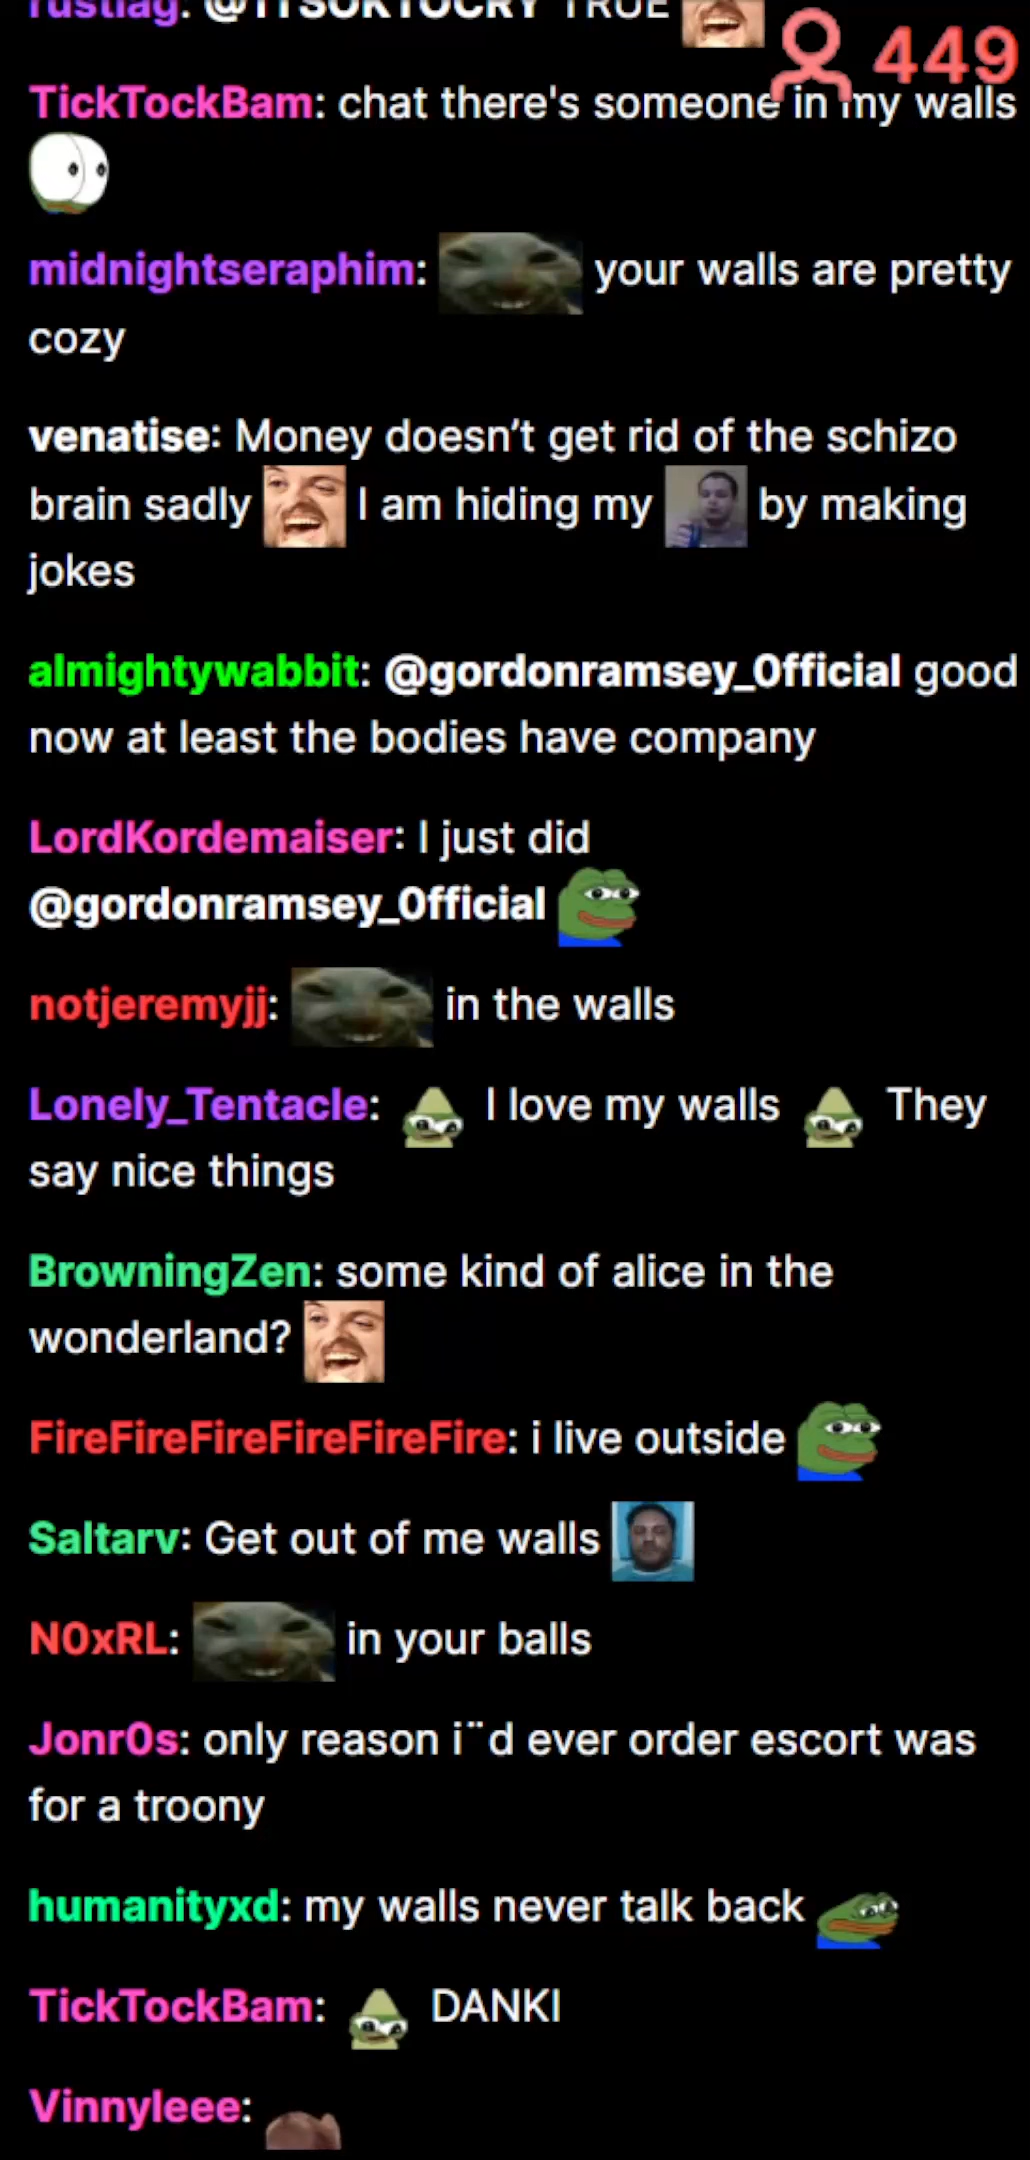 rustlag: @ITSOKTOCRY TRUE
449
TickTockBam: chat there's someone in my walls
midnightseraphim: your walls are pretty
cozy
venatise: Money doesn’t get rid of the schizo
brain sadly I am hiding my by making
jokes
almightywabbit: @gordonramsey_0fficial good
now at least the bodies have company
LordKordemaiser: I just did
@gordonramsey_0fficial
notjeremyjj: in the walls
Lonely_Tentacle: I love my walls They
say nice things
BrowningZen: some kind of alice in the
wonderland?
FireFireFireFireFireFire: i live outside
Saltarv: Get out of me walls
N0xRL: in your balls
Jonr0s: only reason i¨d ever order escort was
for a troony
humanityxd: my walls never talk back
TickTockBam: DANKI
Vinnyleee: